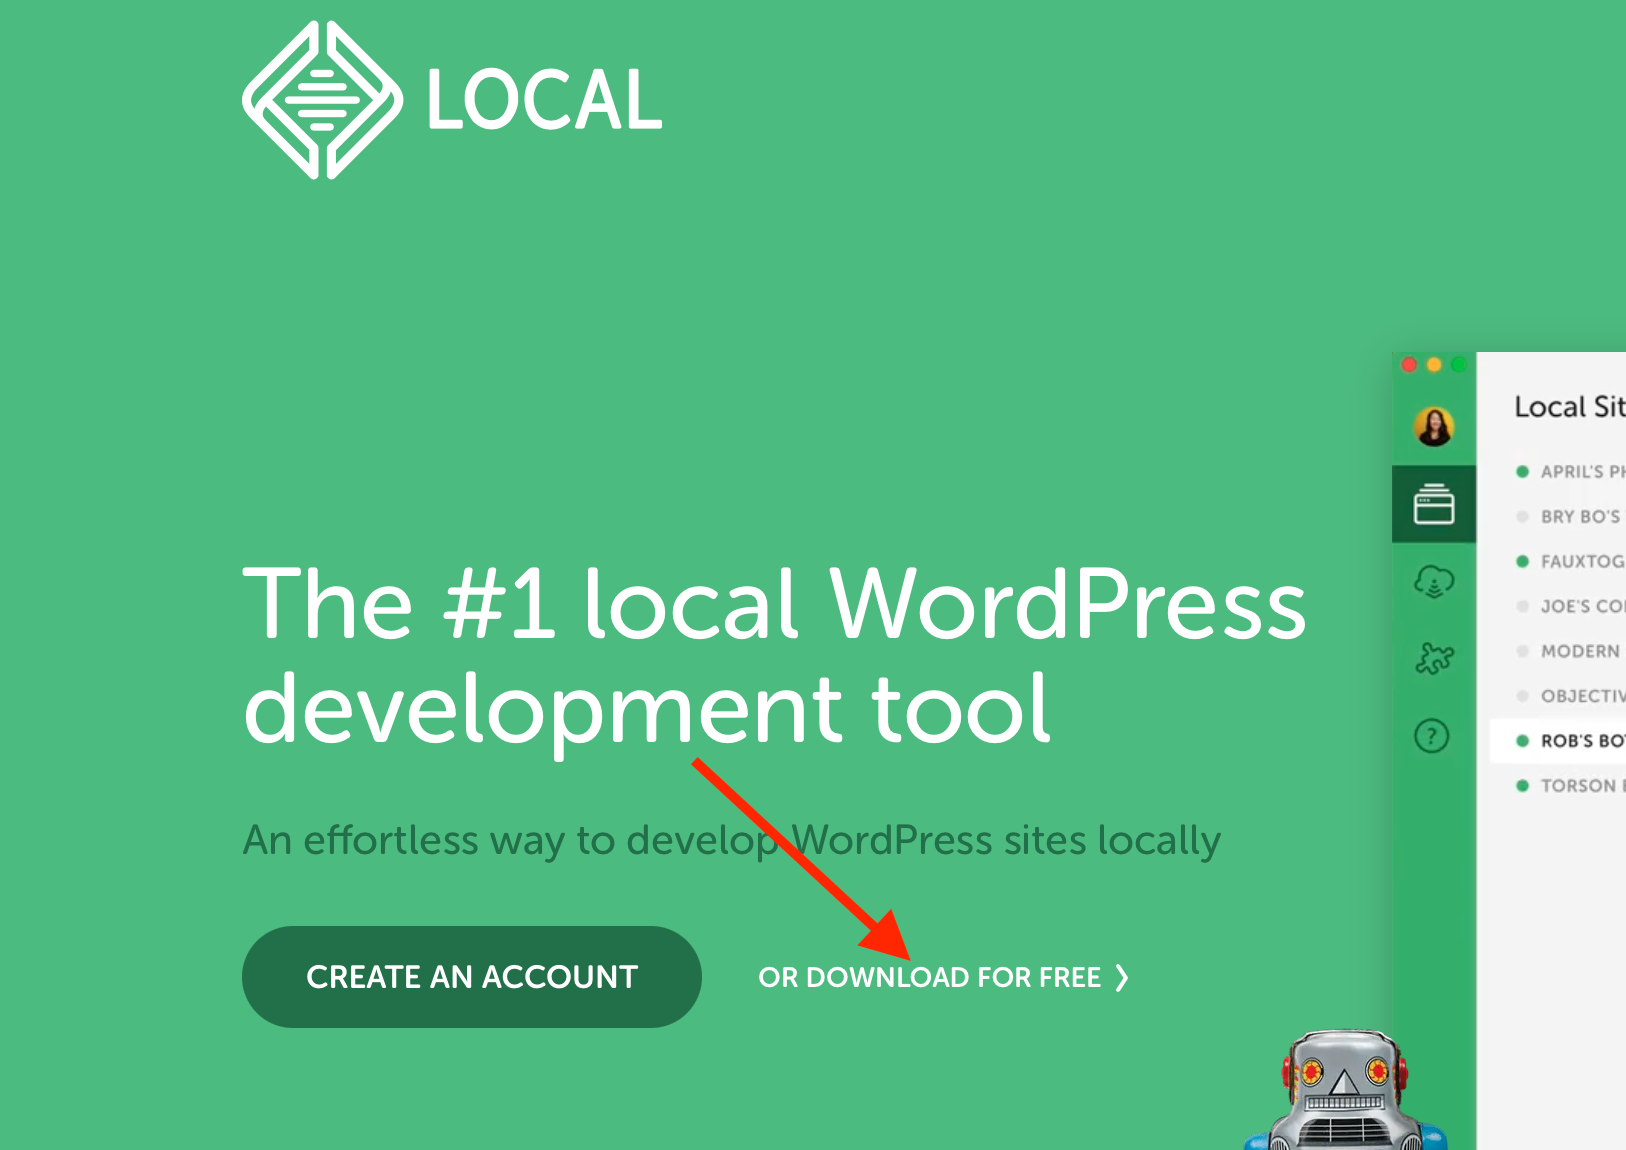 LOCAL
The #1 local WordPress
development tool
An effortless way to develop WordPress sites locally
CREATE AN ACCOUNT
OR DOWNLOAD FOR FREE ❯
Local Sit
APRIL'S PH
BRY BO'S
FAUXTOG
JOE'S CO
MODERN
OBJECTIV
ROB'S BO
TORSON
?